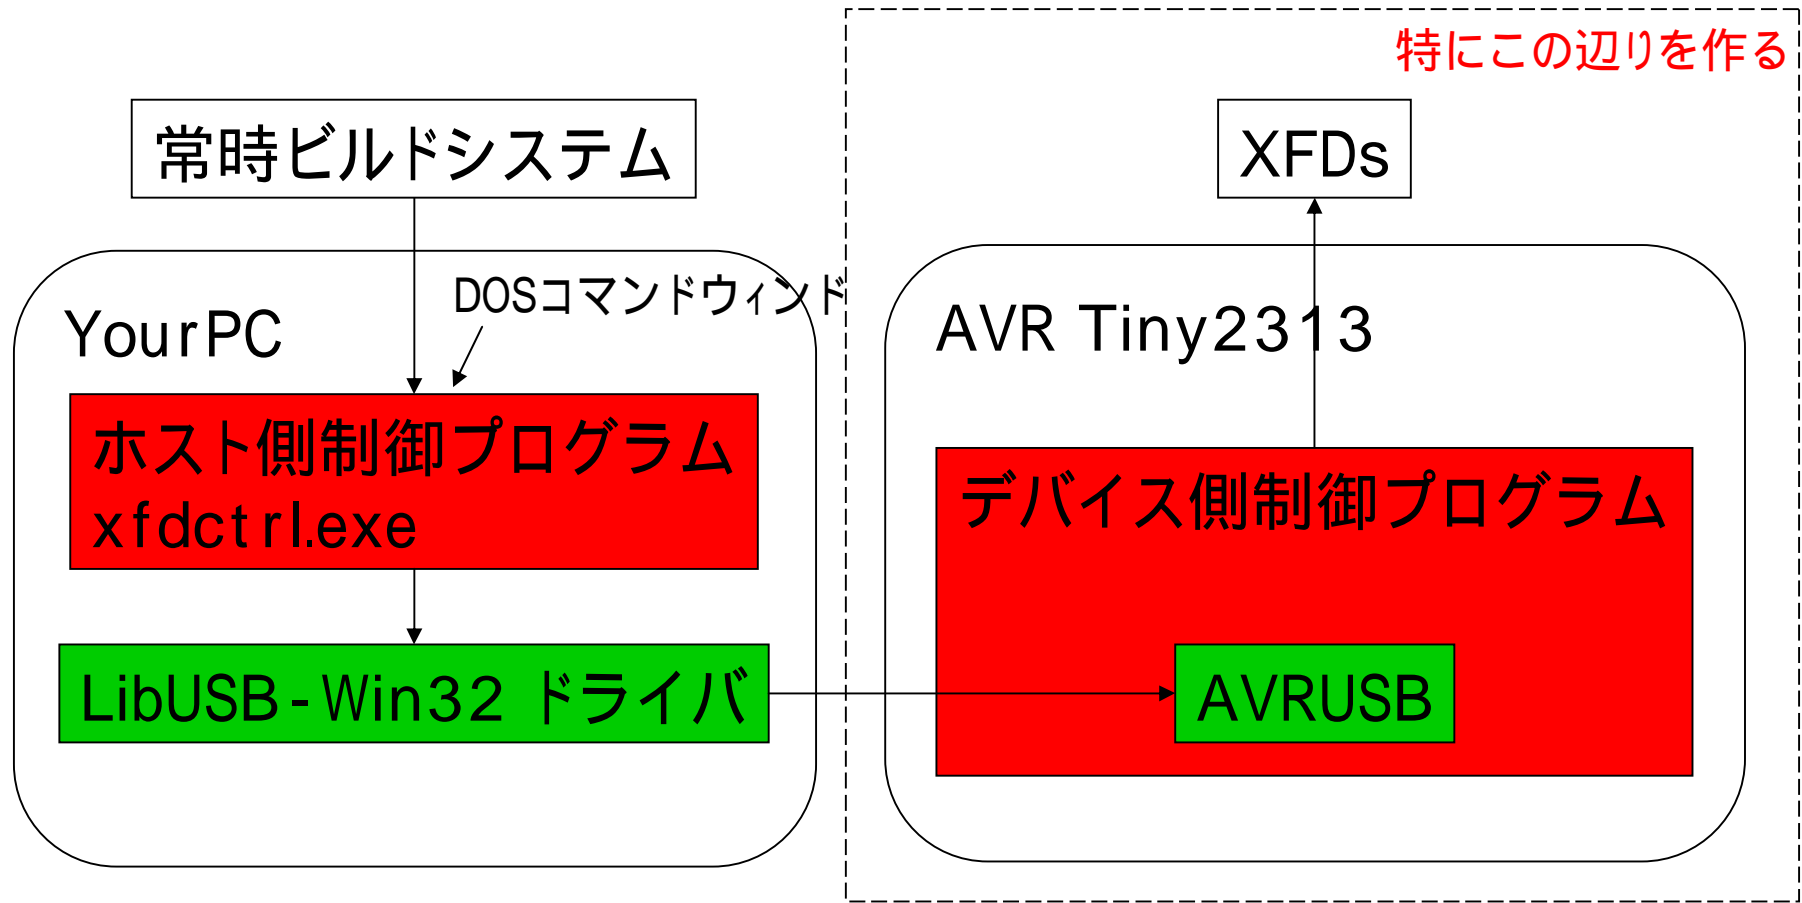 特にこの辺りを作る
常時ビルドシステム
XFDs
DOSコマンドウィンド
YourPC
AVR Tiny2313
ホスト側制御プログラム
xfdctrl.exe
デバイス側制御プログラム
LibUSB-Win32 ドライバ
AVRUSB